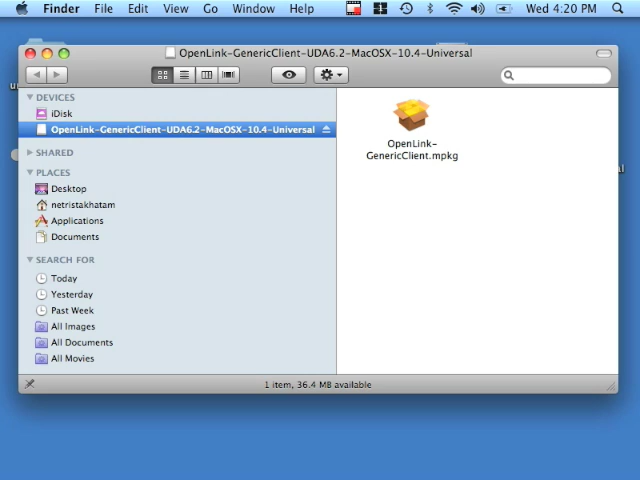 Finder File Edit View Go Window Help Wed 4:20 PM
OpenLink-GenericClient-UDA6.2-MacOSX-10.4-Universal
DEVICES
iDisk
OpenLink-GenericClient-UDA6.2-MacOSX-10.4-Universal
SHARED
PLACES
Desktop
netristakhatam
Applications
Documents
SEARCH FOR
Today
Yesterday
Past Week
All Images
All Documents
All Movies
OpenLink-
GenericClient.mpkg
1 item, 36.4 MB available